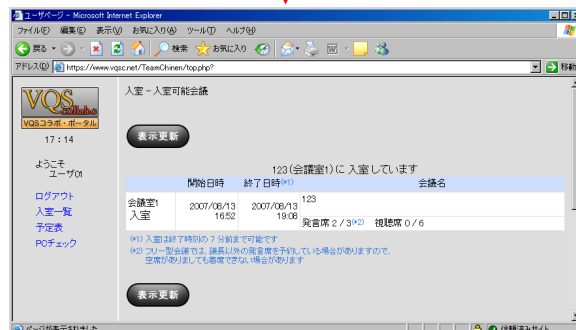 ユーザページ - Microsoft Internet Explorer
ファイル(F) 編集(E) 表示(V) お気に入り(A) ツール(T) ヘルプ(H)
戻る 検索 お気に入り
アドレス(D) https://www.vqsc.net/TeamChinen/top.php? 移動
VQS
collabo
VQSコラボ・ポータル
17:14
ようこそ
ユーザ01
ログアウト
入室一覧
予定表
PCチェック
入室 - 入室可能会議
表示更新
123(会議室1)に 入室 しています
開始日時 終了日時(*1) 会議名
会議室1
入室
2007/08/13
16:52
2007/08/13
19:08
123
発言席 2 / 3(*2) 視聴席 0 / 6
(*1) 入室は終了時刻の 7 分前まで可能です
(*2) フリー型会議では、議長以外の発言席を予約している場合がありますので、
空席がありましても着席できない場合があります
表示更新
ページが表示されました
信頼済みサイト